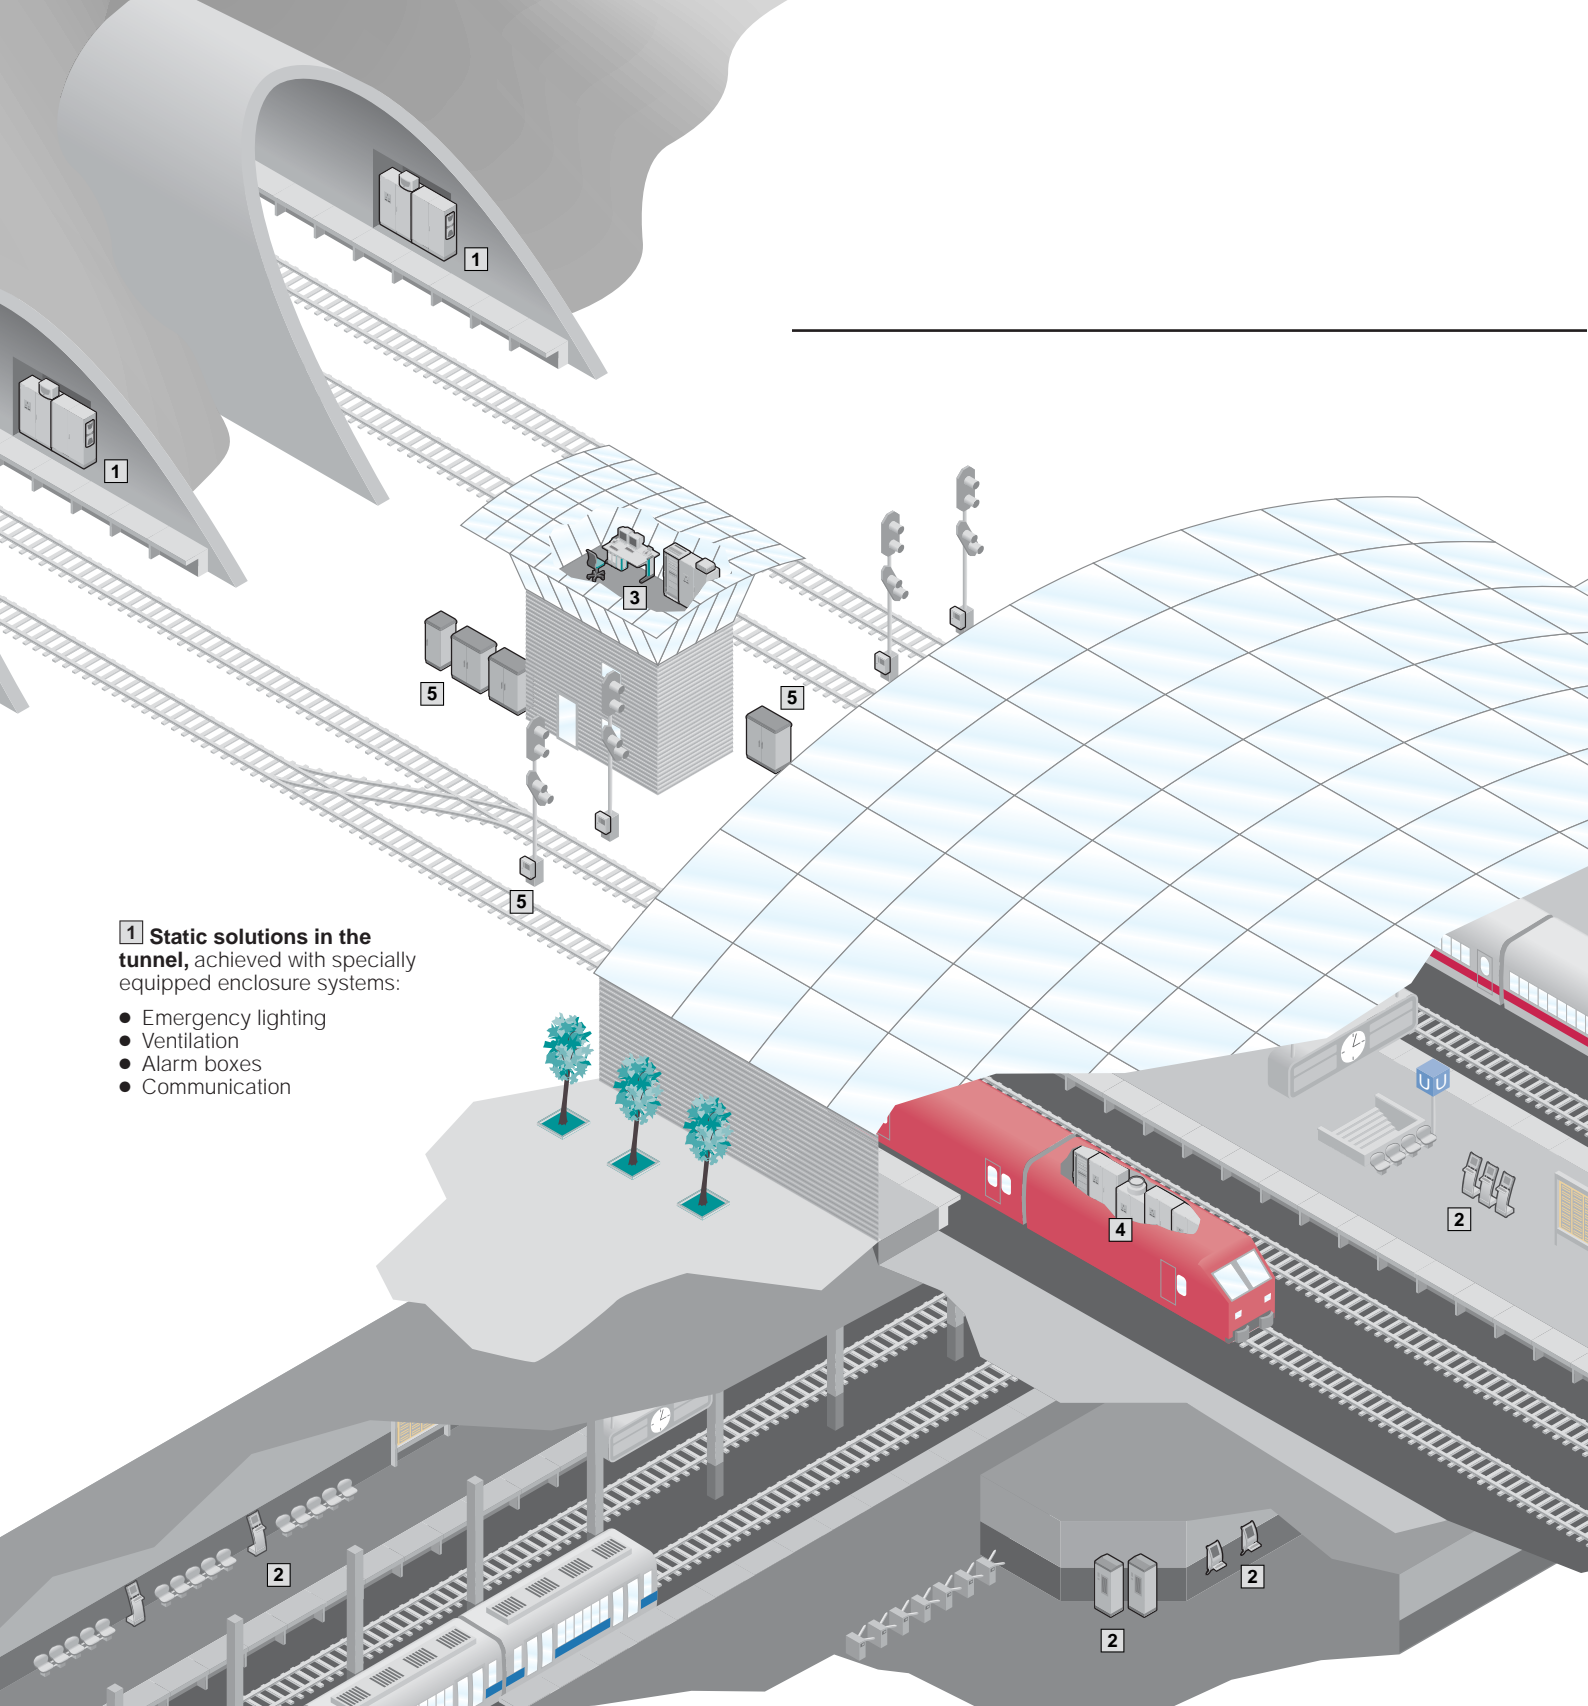 1
1
3
5
5
5
1 Static solutions in the
tunnel, achieved with specially
equipped enclosure systems:
● Emergency lighting
● Ventilation
● Alarm boxes
● Communication
UU
2
4
2
2
2